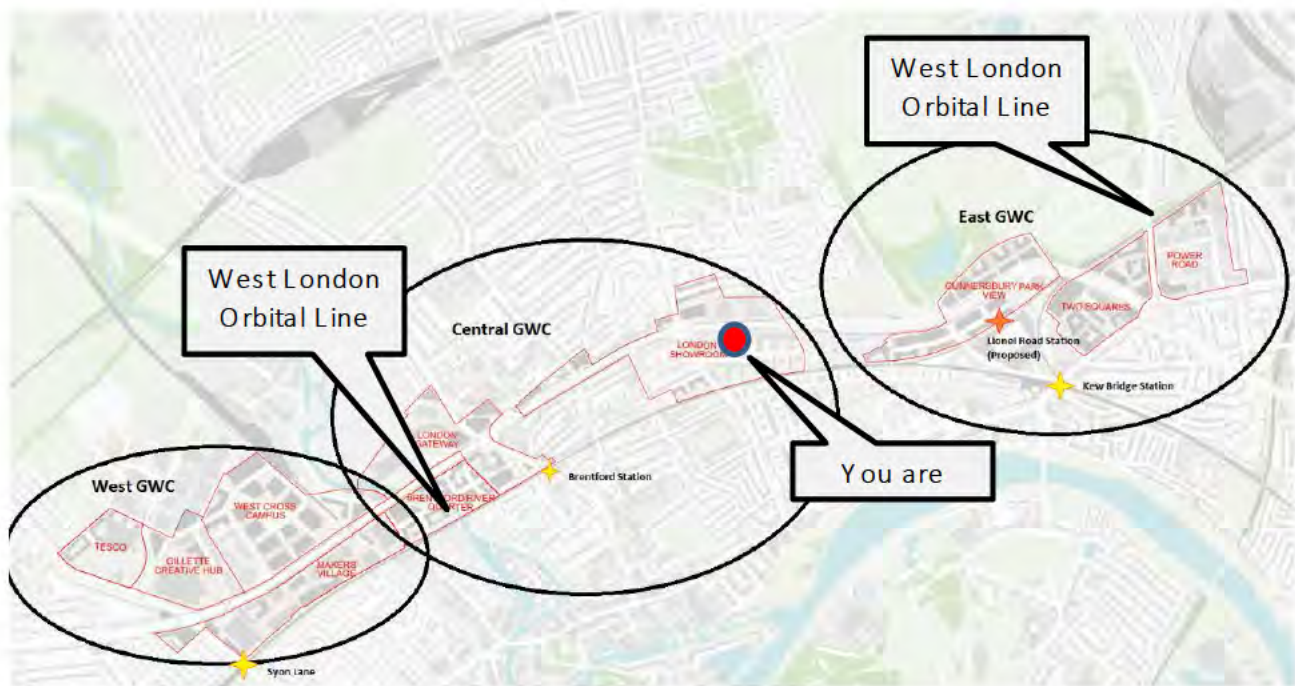 West London
Orbital Line
East GWC
POWER
ROAD
GUNNERSBURY PARK
VIEW
TWO SQUARES
Lionel Road Station
(Proposed)
Kew Bridge Station
West London
Orbital Line
Central GWC
LONDON
SHOWROOM
You are
LONDON
GATEWAY
Brentford Station
BRENTFORD RIVER
QUARTER
West GWC
WEST CROSS
CAMPUS
TESCO
GILLETTE
CREATIVE HUB
MAKERS
VILLAGE
Syon Lane